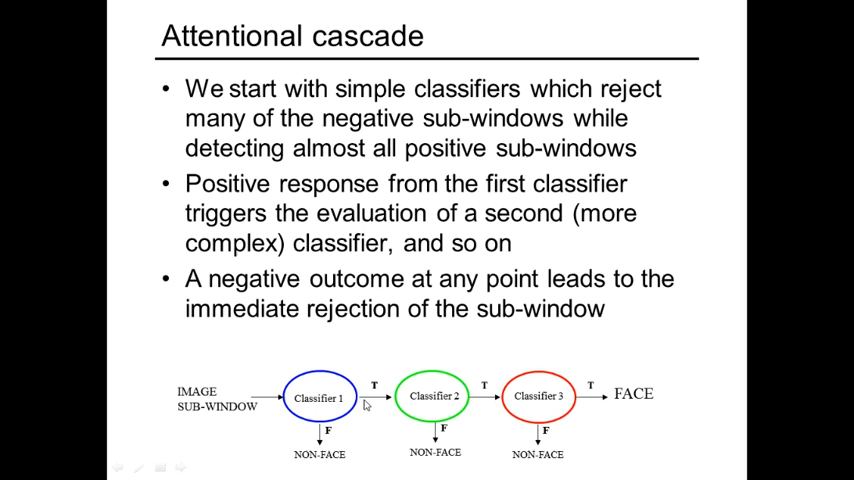 Attentional cascade
• We start with simple classifiers which reject
many of the negative sub-windows while
detecting almost all positive sub-windows
• Positive response from the first classifier
triggers the evaluation of a second (more
complex) classifier, and so on
• A negative outcome at any point leads to the
immediate rejection of the sub-window
IMAGE
SUB-WINDOW
Classifier 1
T
Classifier 2
T
Classifier 3
T
FACE
F
F
F
NON-FACE
NON-FACE
NON-FACE